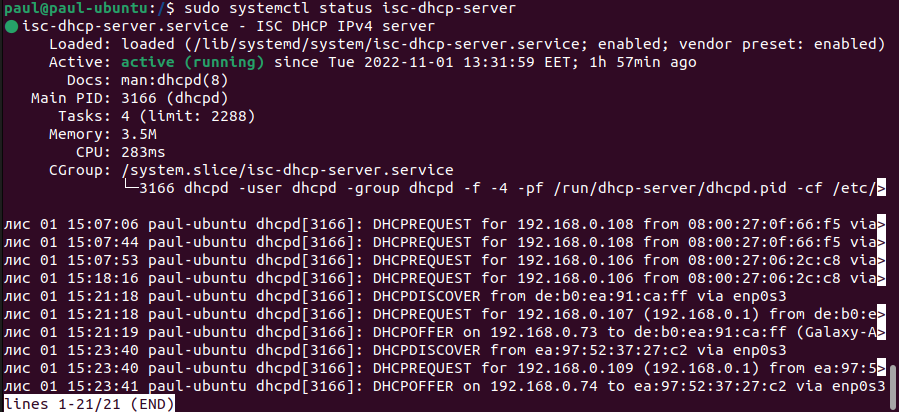 paul@paul-ubuntu:/$ sudo systemctl status isc-dhcp-server
● isc-dhcp-server.service - ISC DHCP IPv4 server
     Loaded: loaded (/lib/systemd/system/isc-dhcp-server.service; enabled; vendor preset: enabled)
     Active: active (running) since Tue 2022-11-01 13:31:59 EET; 1h 57min ago
       Docs: man:dhcpd(8)
   Main PID: 3166 (dhcpd)
      Tasks: 4 (limit: 2288)
     Memory: 3.5M
        CPU: 283ms
     CGroup: /system.slice/isc-dhcp-server.service
             └─3166 dhcpd -user dhcpd -group dhcpd -f -4 -pf /run/dhcp-server/dhcpd.pid -cf /etc/>
лис 01 15:07:06 paul-ubuntu dhcpd[3166]: DHCPREQUEST for 192.168.0.108 from 08:00:27:0f:66:f5 via>
лис 01 15:07:44 paul-ubuntu dhcpd[3166]: DHCPREQUEST for 192.168.0.108 from 08:00:27:0f:66:f5 via>
лис 01 15:07:53 paul-ubuntu dhcpd[3166]: DHCPREQUEST for 192.168.0.106 from 08:00:27:06:2c:c8 via>
лис 01 15:18:16 paul-ubuntu dhcpd[3166]: DHCPREQUEST for 192.168.0.106 from 08:00:27:06:2c:c8 via>
лис 01 15:21:18 paul-ubuntu dhcpd[3166]: DHCPDISCOVER from de:b0:ea:91:ca:ff via enp0s3
лис 01 15:21:18 paul-ubuntu dhcpd[3166]: DHCPREQUEST for 192.168.0.107 (192.168.0.1) from de:b0:e>
лис 01 15:21:19 paul-ubuntu dhcpd[3166]: DHCPOFFER on 192.168.0.73 to de:b0:ea:91:ca:ff (Galaxy-A>
лис 01 15:23:40 paul-ubuntu dhcpd[3166]: DHCPDISCOVER from ea:97:52:37:27:c2 via enp0s3
лис 01 15:23:40 paul-ubuntu dhcpd[3166]: DHCPREQUEST for 192.168.0.109 (192.168.0.1) from ea:97:5>
лис 01 15:23:41 paul-ubuntu dhcpd[3166]: DHCPOFFER on 192.168.0.74 to ea:97:52:37:27:c2 via enp0s3
lines 1-21/21 (END)